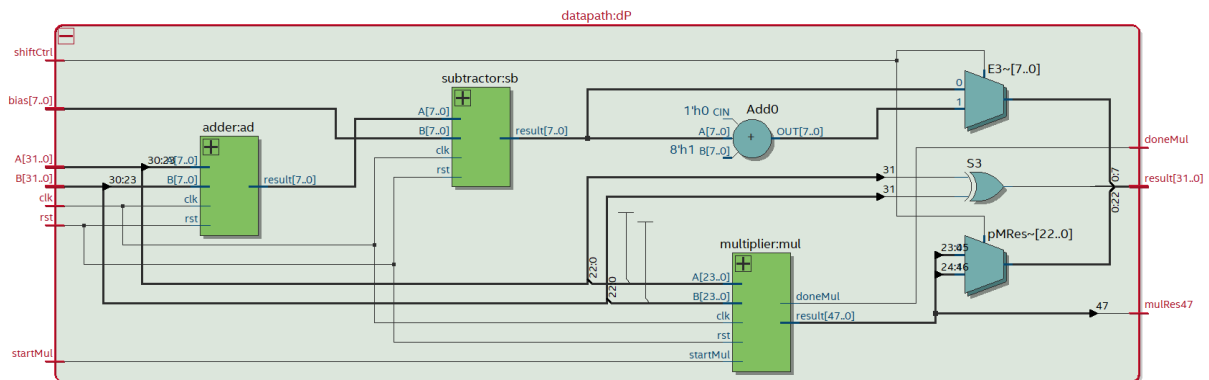 datapath:dP
shiftCtrl
bias[7..0]
A[31..0]
B[31..0]
clk
rst
startMul
adder:ad
30:23
A[7..0]
30:23
B[7..0]
clk
rst
result[7..0]
subtractor:sb
A[7..0]
B[7..0]
clk
rst
result[7..0]
Add0
1'h0 CIN
A[7..0]
8'h1 B[7..0]
+
OUT[7..0]
E3~[7..0]
0
1
S3
31
31
22:0
22:0
multiplier:mul
A[23..0]
B[23..0]
clk
rst
startMul
doneMul
result[47..0]
pMRes~[22..0]
24:46
47
0:22
0:7
doneMul
result[31..0]
mulRes47